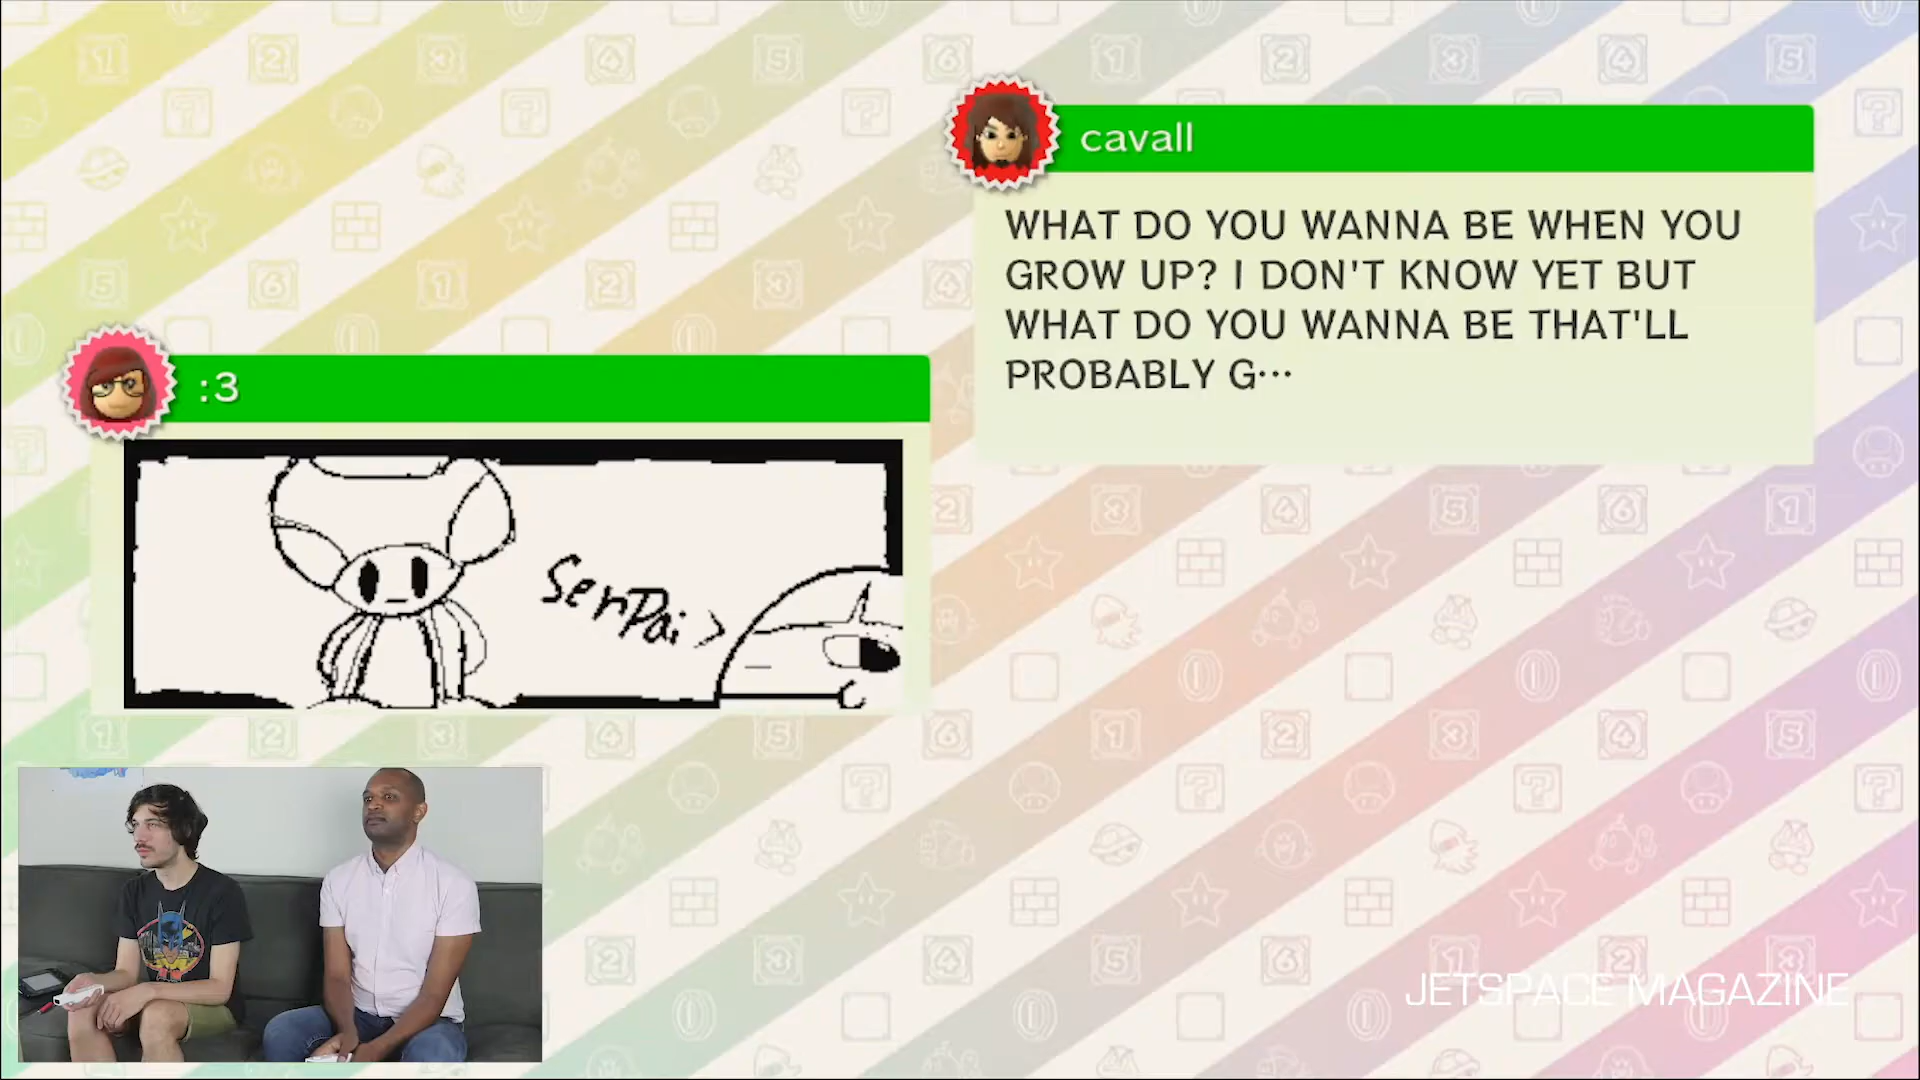 cavall
WHAT DO YOU WANNA BE WHEN YOU
GROW UP? I DON'T KNOW YET BUT
WHAT DO YOU WANNA BE THAT'LL
PROBABLY G…
:3
SenPai >
JETSPACE MAGAZINE